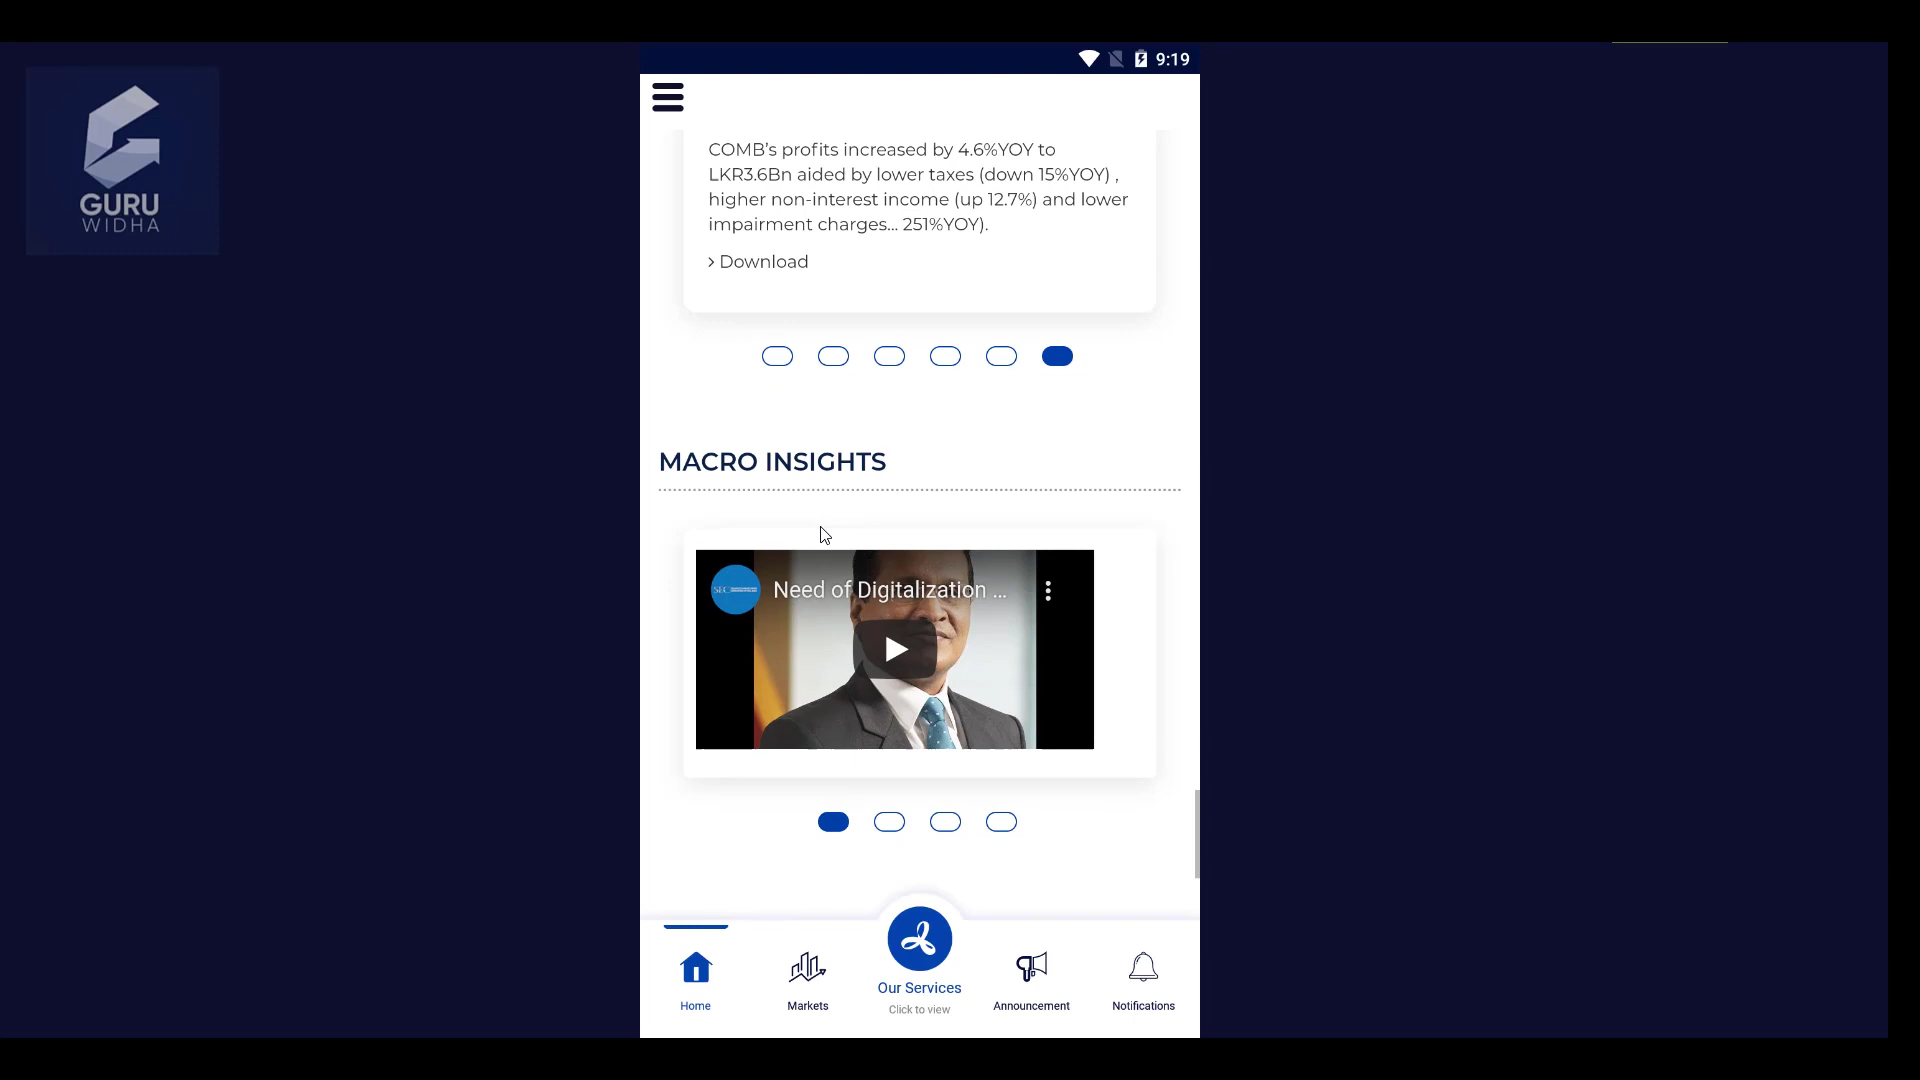 9:19
GURU
WIDHA
COMB's profits increased by 4.6%YOY to
LKR3.6Bn aided by lower taxes (down 15%YOY) ,
higher non-interest income (up 12.7%) and lower
impairment charges... 251%YOY).
> Download
MACRO INSIGHTS
Need of Digitalization ...
Home
Markets
Our Services
Click to view
Announcement
Notifications